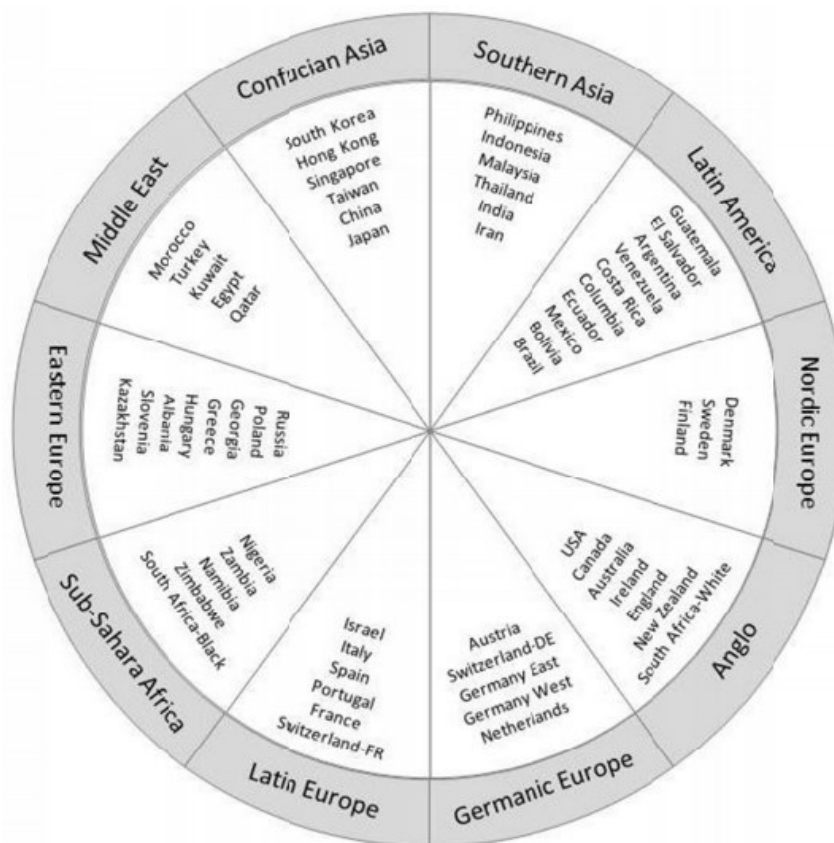 Confucian Asia
South Korea
Hong Kong
Singapore
Taiwan
China
Japan
Southern Asia
Philippines
Indonesia
Malaysia
Thailand
India
Iran
Latin America
Guatemala
El Salvador
Argentina
Venezuela
Costa Rica
Columbia
Ecuador
Mexico
Bolivia
Brazil
Nordic Europe
Denmark
Sweden
Finland
Anglo
USA
Canada
Australia
Ireland
England
New Zealand
South Africa-White
Germanic Europe
Austria
Switzerland-DE
Germany East
Germany West
Netherlands
Latin Europe
Israel
Italy
Spain
Portugal
France
Switzerland-FR
Sub-Sahara Africa
Nigeria
Zambia
Namibia
Zimbabwe
South Africa-Black
Eastern Europe
Russia
Poland
Georgia
Greece
Hungary
Albania
Slovenia
Kazakhstan
Middle East
Morocco
Turkey
Kuwait
Egypt
Qatar